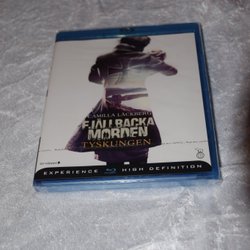 CAMILLA LÄCKBERG
FJÄLLBACKA
MORDEN
TYSKUNGEN
EXPERIENCE HIGH DEFINITION